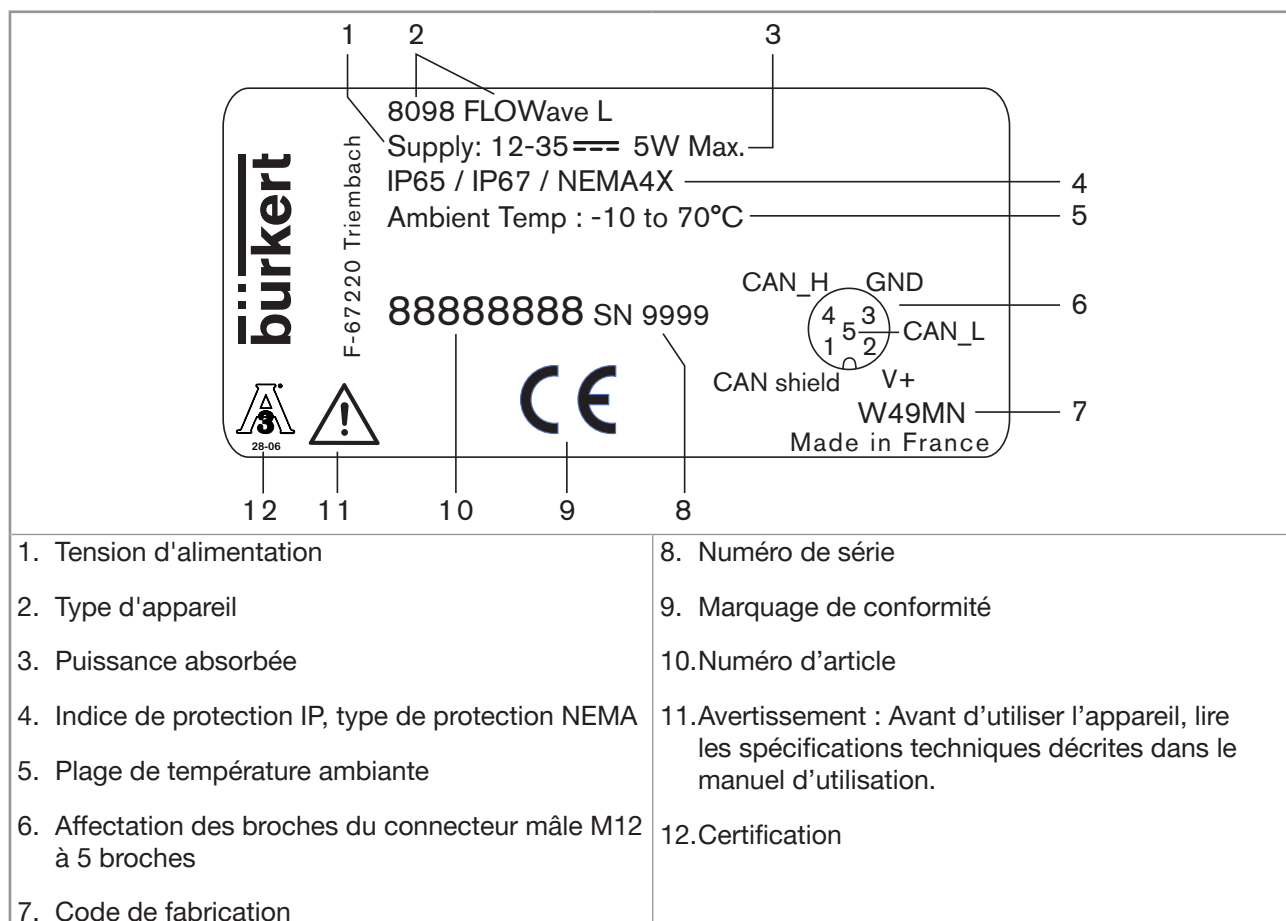 1 2 3
8098 FLOWave L
Supply: 12-35 5W Max.
IP65 / IP67 / NEMA4X
4
Ambient Temp : -10 to 70°C
5
bürkert
F-67220 Triembach
88888888 SN 9999
CAN_H GND
6
4 3
5 CAN_L
1 2
CAN shield V+
W49MN
7
Made in France
A
3
28-06
CE
12 11 10 9 8
1. Tension d'alimentation
2. Type d'appareil
3. Puissance absorbée
4. Indice de protection IP, type de protection NEMA
5. Plage de température ambiante
6. Affectation des broches du connecteur mâle M12
à 5 broches
7. Code de fabrication
8. Numéro de série
9. Marquage de conformité
10.Numéro d’article
11.Avertissement : Avant d’utiliser l’appareil, lire
les spécifications techniques décrites dans le
manuel d’utilisation.
12.Certification